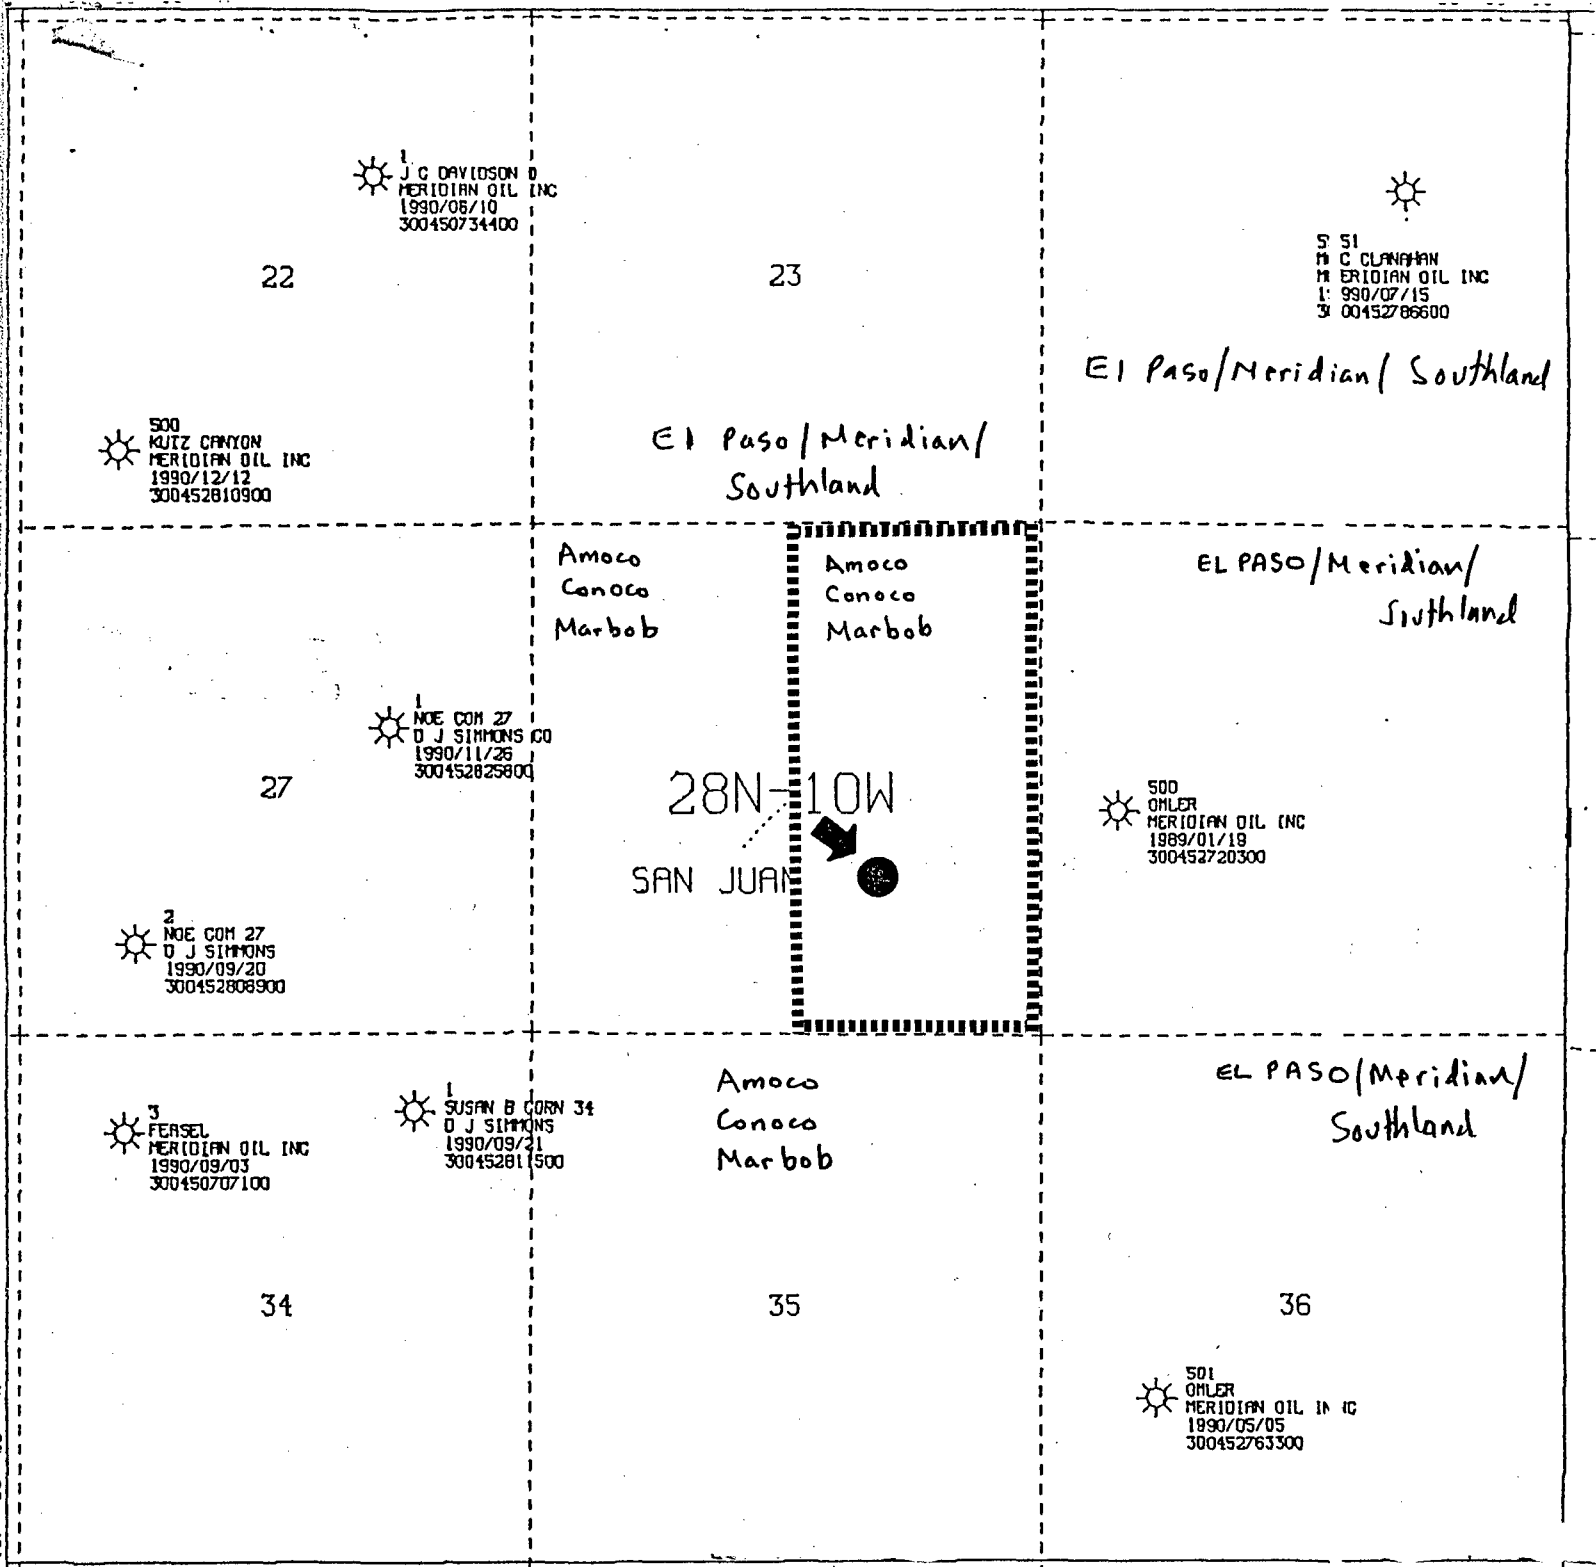 1
J C DAVIDSON D
MERIDIAN OIL INC
1990/08/10
300450734400
22
23
5 51
M C CLANAHAN
M ERIDIAN OIL INC
1 990/07/15
3 00452786600
El Paso/Meridian/ Southland
500
KUTZ CANYON
MERIDIAN OIL INC
1990/12/12
300452810900
El Paso/Meridian/
Southland
Amoco
Conoco
Marbob
Amoco
Conoco
Marbob
EL PASO/Meridian/
Southland
1
NOE COM 27
D J SIMMONS CO
1990/11/26
300452825800
27
28N-10W
500
OMLER
MERIDIAN OIL INC
1989/01/19
300452720300
SAN JUAN
2
NOE COM 27
D J SIMMONS
1990/09/20
300452808900
3
FEASEL
MERIDIAN OIL INC
1990/09/03
300450707100
1
SUSAN B CORN 34
D J SIMMONS
1990/09/21
300452811500
Amoco
Conoco
Marbob
EL PASO/Meridian/
Southland
34
35
36
501
OMLER
MERIDIAN OIL IN IC
1990/05/05
300452763300